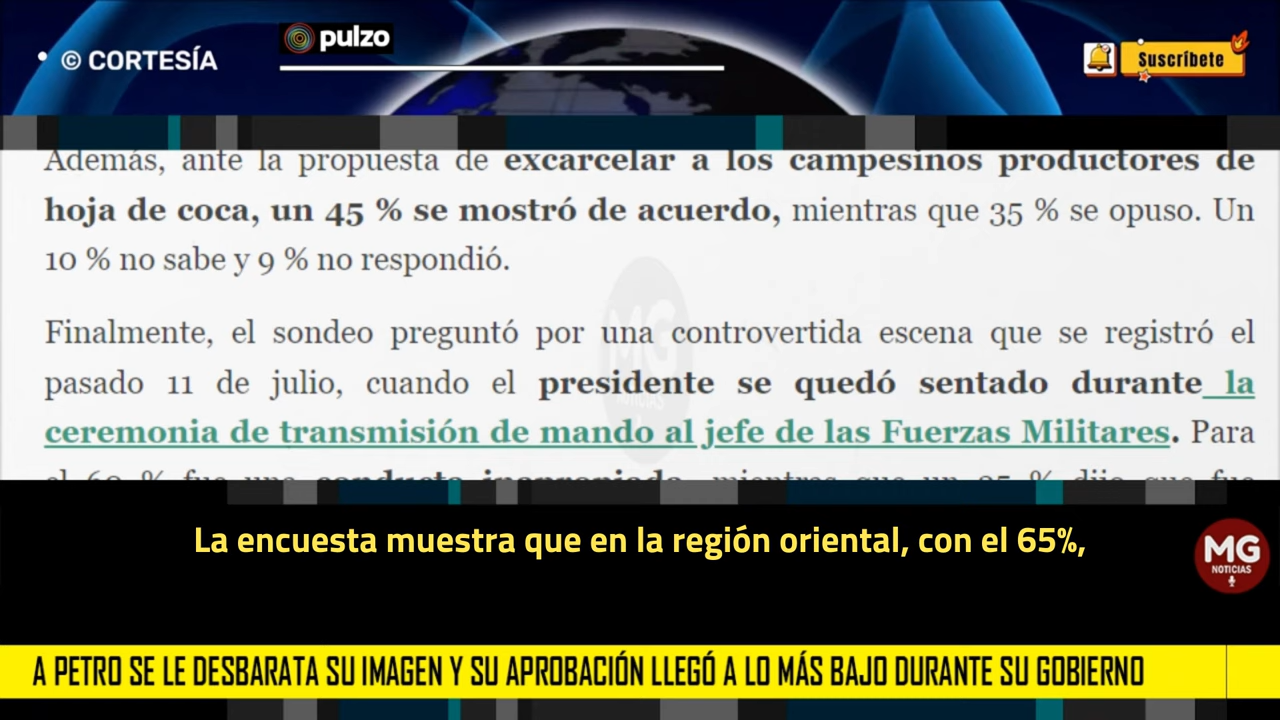 © CORTESÍA
pulzo
Suscríbete
Además, ante la propuesta de excarcelar a los campesinos productores de
hoja de coca, un 45 % se mostró de acuerdo, mientras que 35 % se opuso. Un
10 % no sabe y 9 % no respondió.
Finalmente, el sondeo preguntó por una controvertida escena que se registró el
pasado 11 de julio, cuando el presidente se quedó sentado durante la
ceremonia de transmisión de mando al jefe de las Fuerzas Militares. Para
La encuesta muestra que en la región oriental, con el 65%,
MG
NOTICIAS
A PETRO SE LE DESBARATA SU IMAGEN Y SU APROBACIÓN LLEGÓ A LO MÁS BAJO DURANTE SU GOBIERNO